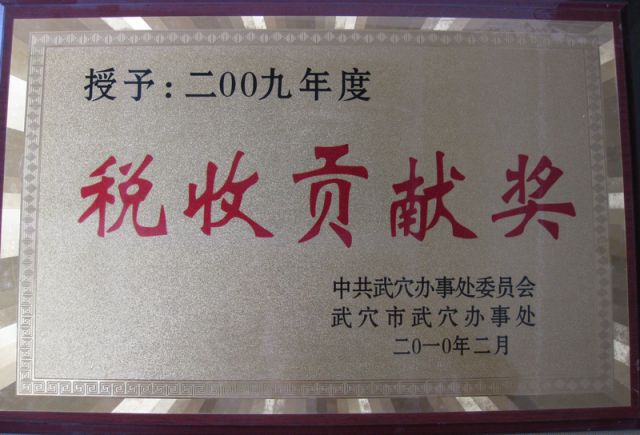 授予:二00九年度
税收贡献奖
中共武穴办事处委员会
武穴市武穴办事处
二0一0年二月